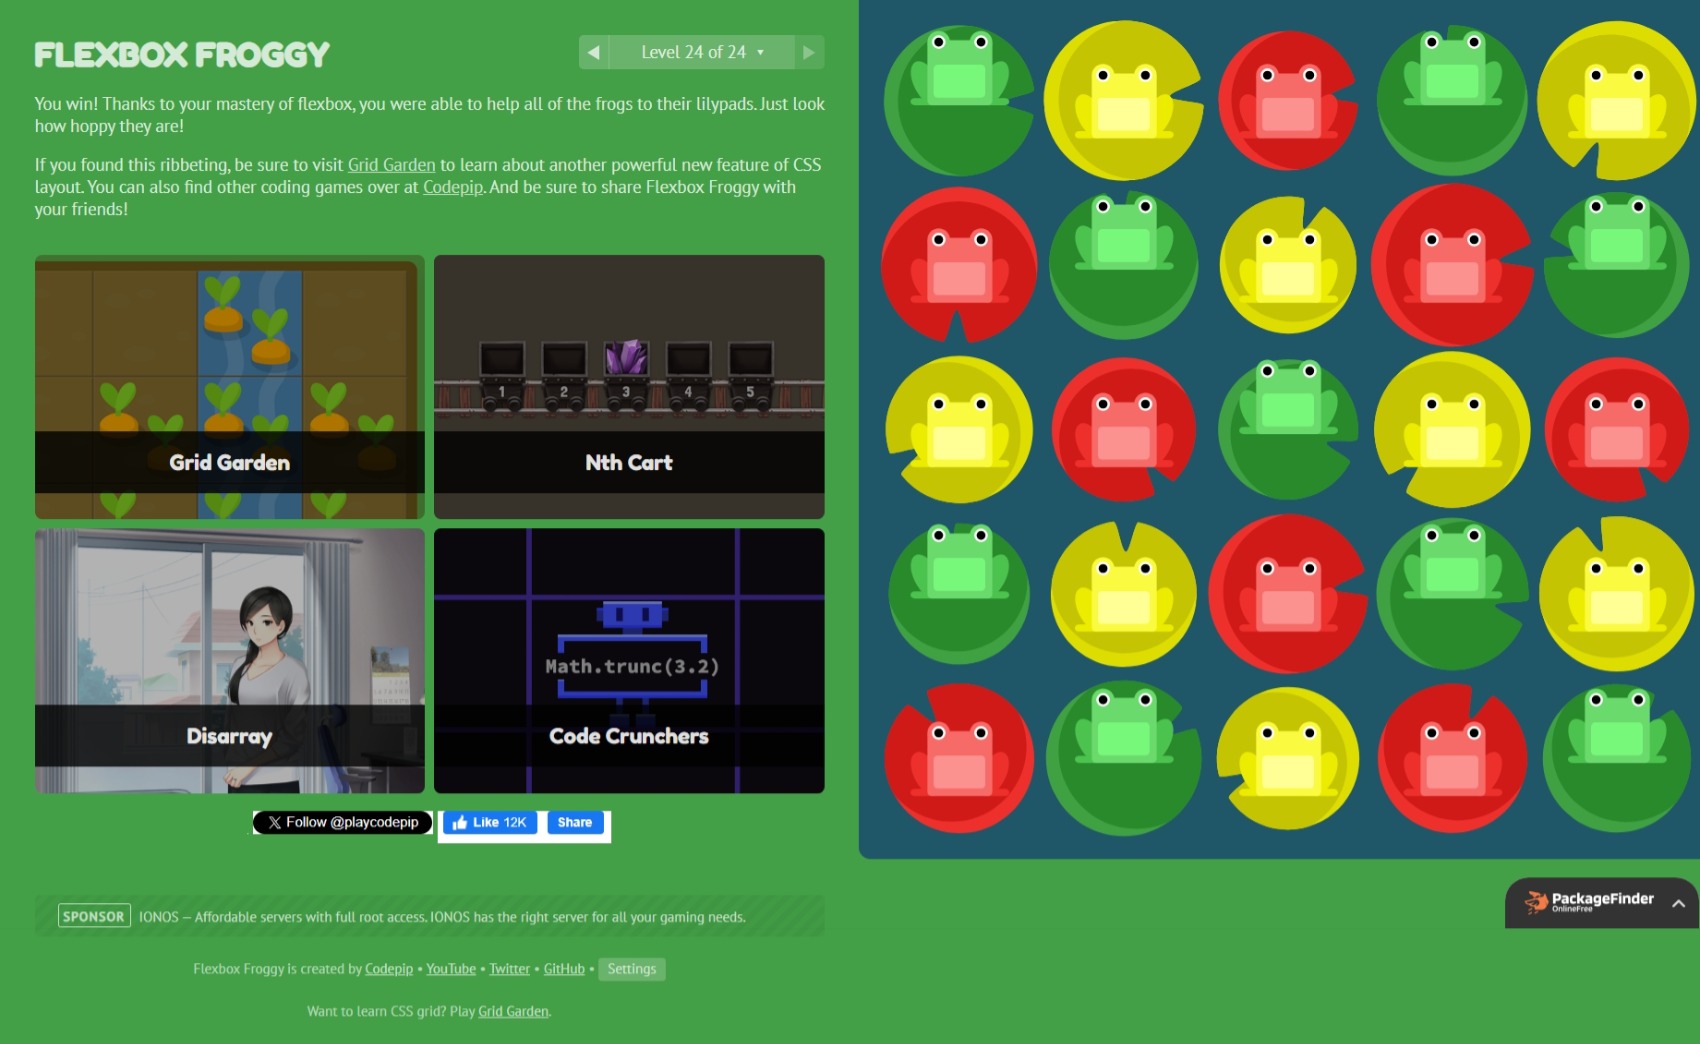 FLEXBOX FROGGY
Level 24 of 24
You win! Thanks to your mastery of flexbox, you were able to help all of the frogs to their lilypads. Just look
how hoppy they are!
If you found this ribbeting, be sure to visit Grid Garden to learn about another powerful new feature of CSS
layout. You can also find other coding games over at Codepip. And be sure to share Flexbox Froggy with
your friends!
Grid Garden
1 2 3 4 5
Nth Cart
Disarray
Math.trunc(3.2)
Code Crunchers
X Follow @playcodepip
Like 12K
Share
SPONSOR IONOS — Affordable servers with full root access. IONOS has the right server for all your gaming needs.
PackageFinder
OnlineFree
Flexbox Froggy is created by Codepip • YouTube • Twitter • GitHub • Settings
Want to learn CSS grid? Play Grid Garden.